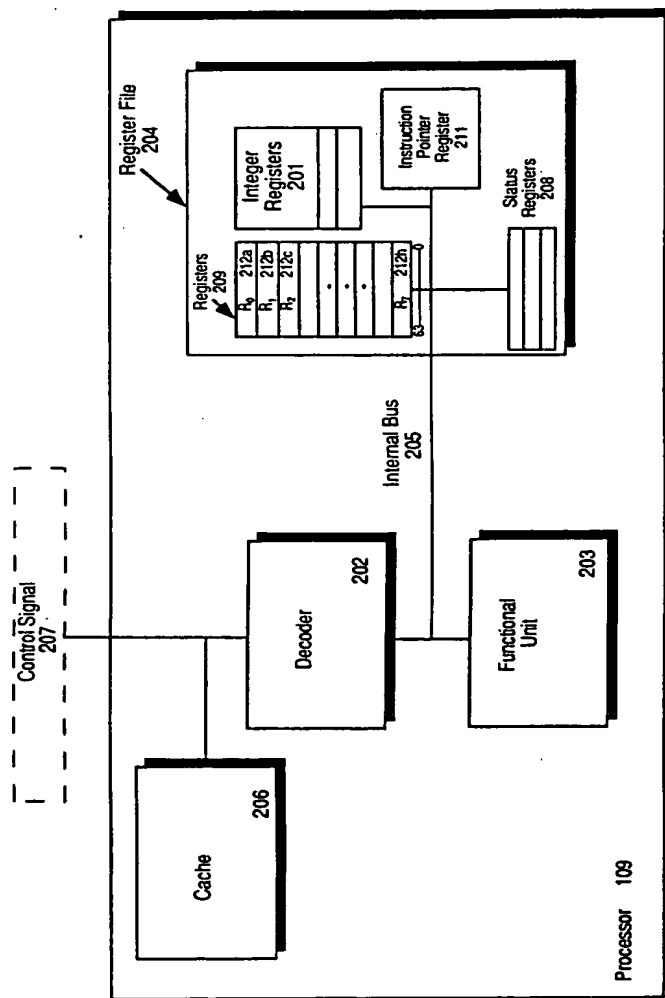 Control Signal
207
Cache
206
Decoder
202
Functional
Unit
203
Internal Bus
205
Register File
204
Registers
209
R0 212a
R1 212b
R2 212c
R7 212h
63 0
Integer
Registers
201
Instruction
Pointer
Register
211
Status
Registers
208
Processor 109